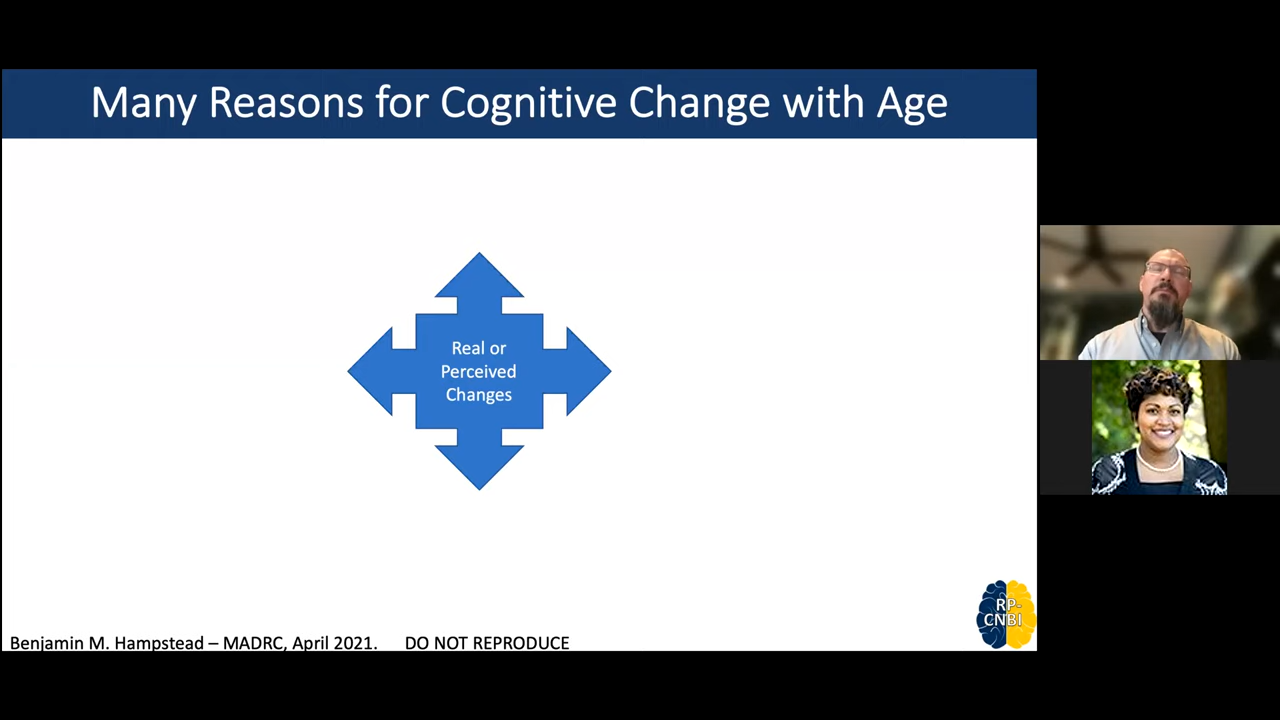 Many Reasons for Cognitive Change with Age
Real or
Perceived
Changes
RP-
CNBI
Benjamin M. Hampstead – MADRC, April 2021. DO NOT REPRODUCE